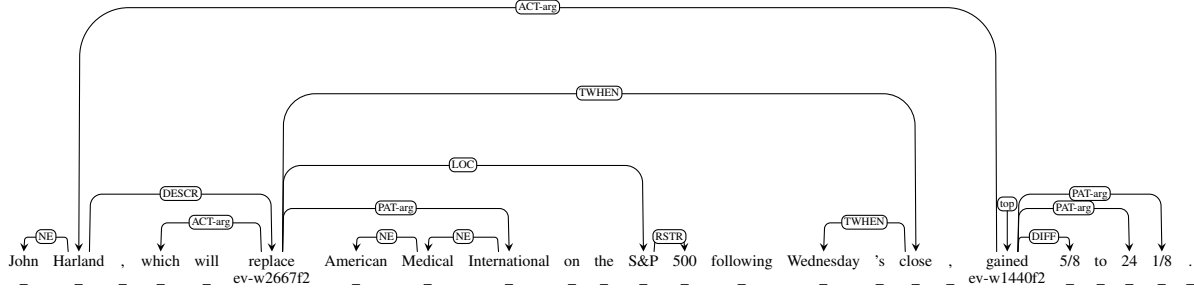 ACT-arg
TWHEN
LOC
DESCR PAT-arg top PAT-arg
ACT-arg TWHEN PAT-arg
NE NE NE RSTR DIFF
John Harland , which will replace American Medical International on the S&P 500 following Wednesday 's close , gained 5/8 to 24 1/8 .
ev-w2667f2 ev-w1440f2
_ _ _ _ _ _ _ _ _ _ _ _ _ _ _ _ _ _ _ _ _ _